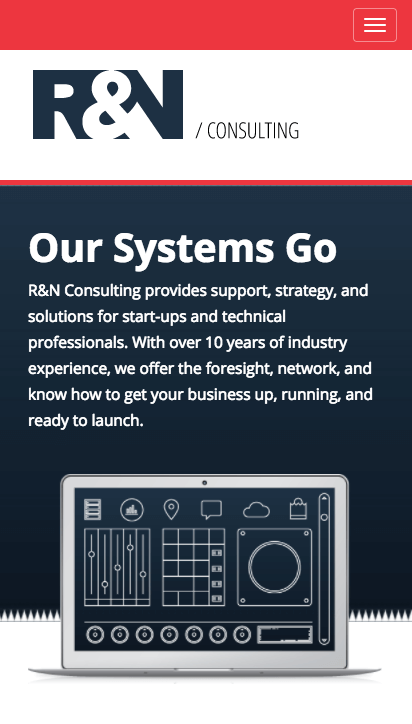 R&N / CONSULTING
Our Systems Go
R&N Consulting provides support, strategy, and
solutions for start-ups and technical
professionals. With over 10 years of industry
experience, we offer the foresight, network, and
know how to get your business up, running, and
ready to launch.